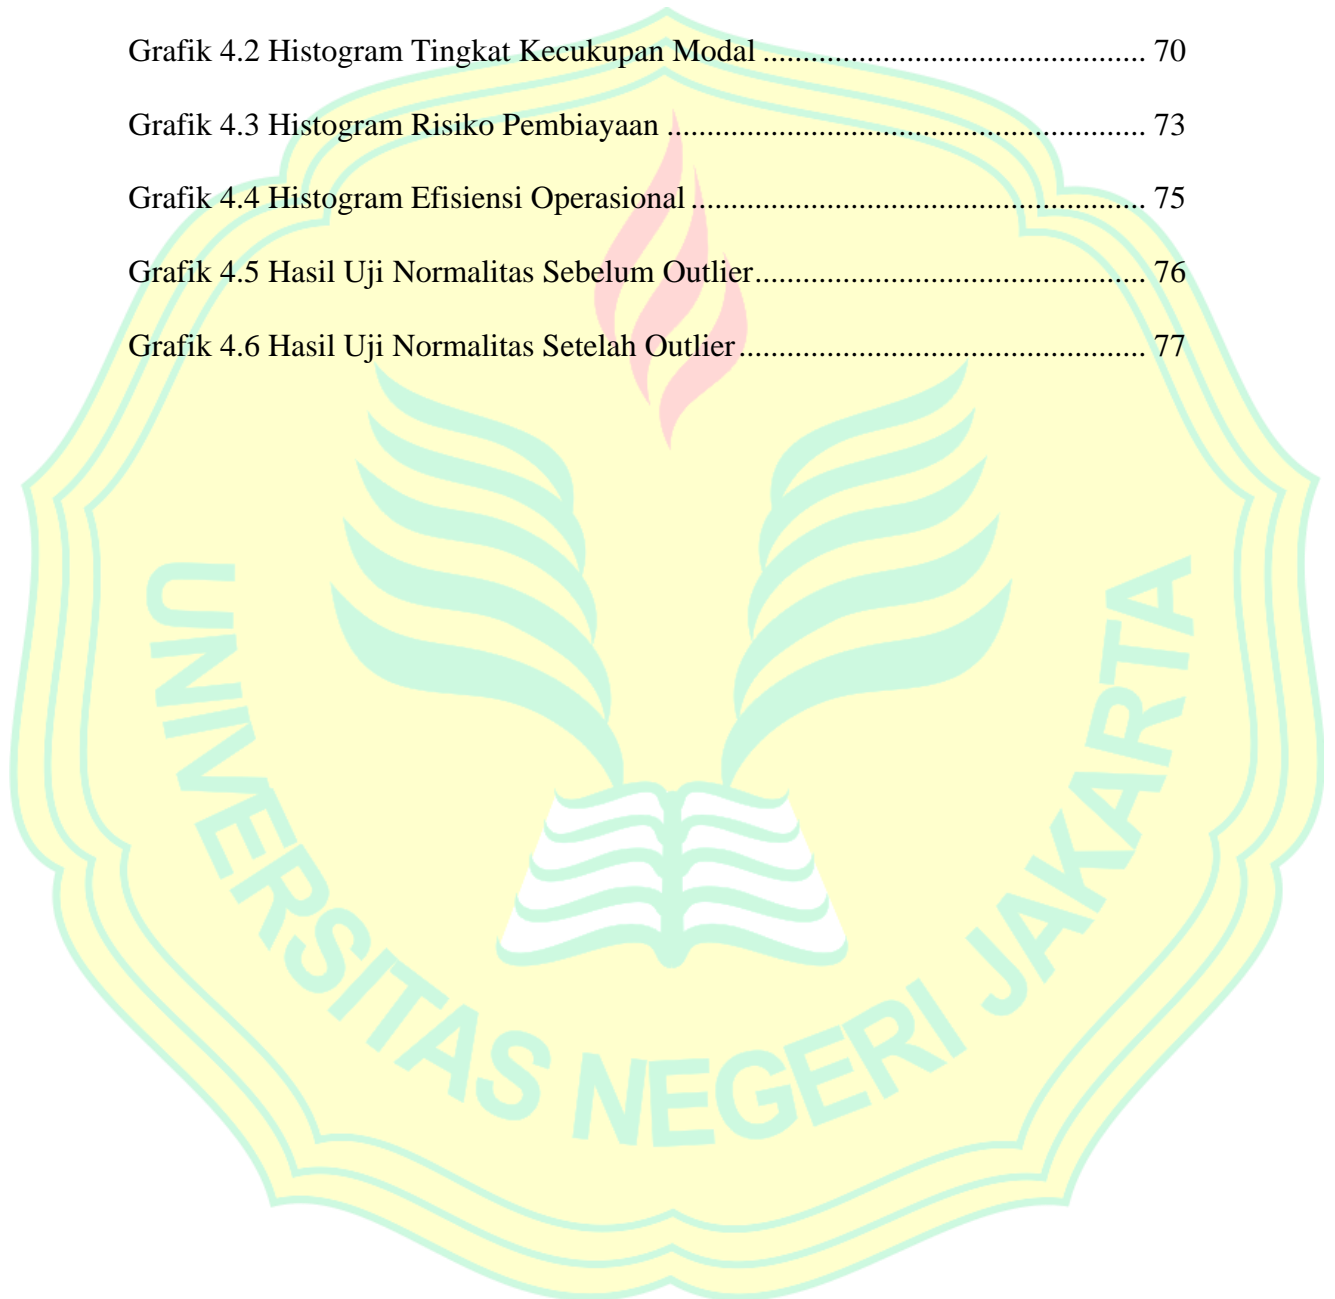 Grafik 4.2 Histogram Tingkat Kecukupan Modal ............................................. 70
Grafik 4.3 Histogram Risiko Pembiayaan ......................................................... 73
Grafik 4.4 Histogram Efisiensi Operasional ...................................................... 75
Grafik 4.5 Hasil Uji Normalitas Sebelum Outlier............................................... 76
Grafik 4.6 Hasil Uji Normalitas Setelah Outlier ................................................ 77
UNIVERSITAS NEGERI JAKARTA